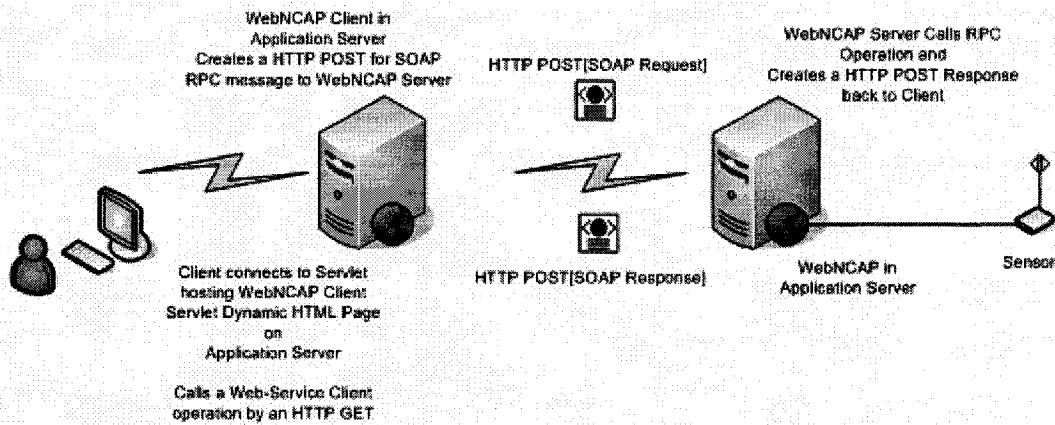 WebNCAP Client in
Application Server
Creates a HTTP POST for SOAP
RPC message to WebNCAP Server
HTTP POST[SOAP Request]
WebNCAP Server Calls RPC
Operation and
Creates a HTTP POST Response
back to Client
Client connects to Servlet
hosting WebNCAP Client
Servlet Dynamic HTML Page
on
Application Server
Calls a Web-Service Client
operation by an HTTP GET
HTTP POST[SOAP Response]
WebNCAP in
Application Server
Sensor